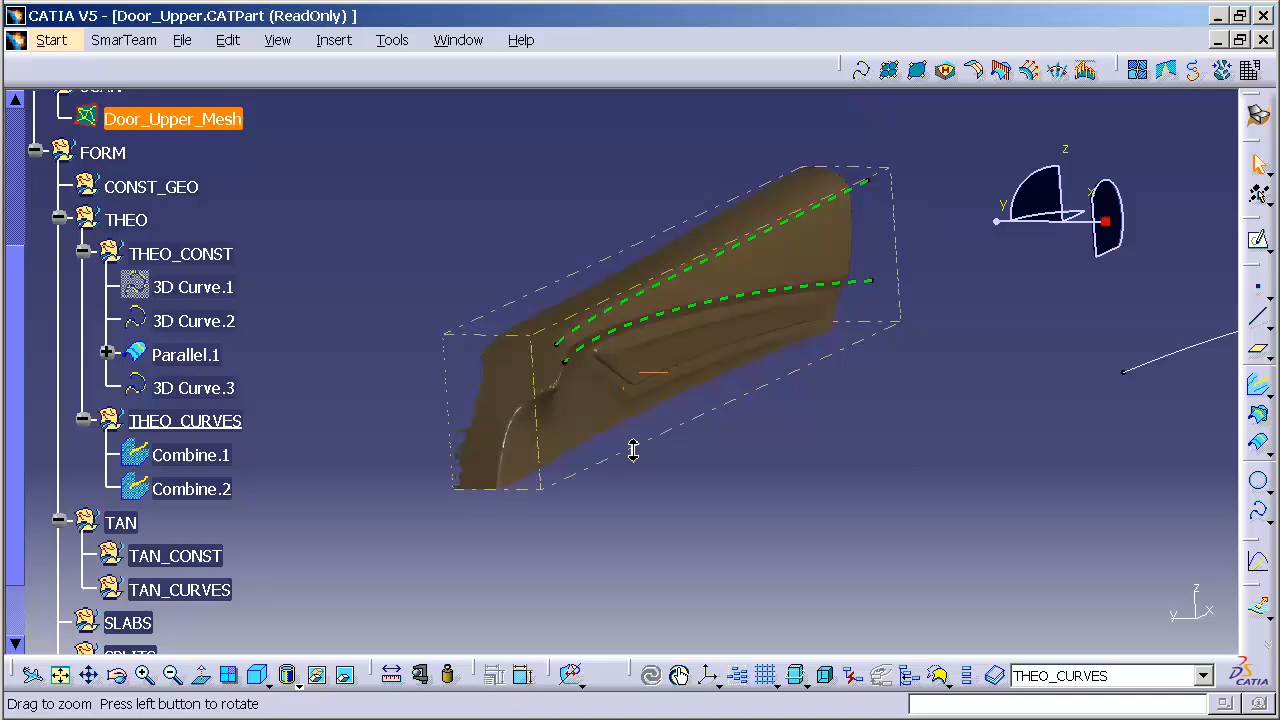 CATIA V5 - [Door_Upper.CATPart (ReadOnly) ]
Start SmarTeam File Edit View Insert Tools Window Help
Door_Upper_Mesh
FORM
CONST_GEO
THEO
THEO_CONST
3D Curve.1
3D Curve.2
Parallel.1
3D Curve.3
THEO_CURVES
Combine.1
Combine.2
TAN
TAN_CONST
TAN_CURVES
SLABS
z
y
x
z
y
x
THEO_CURVES
CATIA
Drag to zoom Press left button to rotate